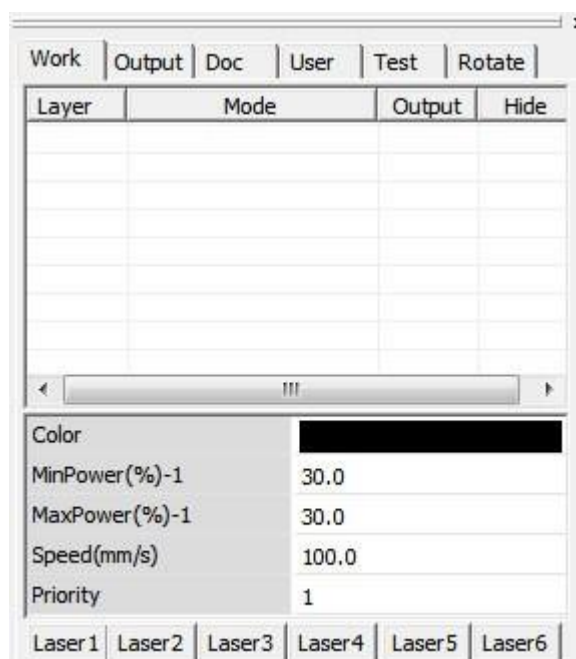 Work Output Doc User Test Rotate
Layer Mode Output Hide
Color
MinPower(%)-1 30.0
MaxPower(%)-1 30.0
Speed(mm/s) 100.0
Priority 1
Laser1 Laser2 Laser3 Laser4 Laser5 Laser6